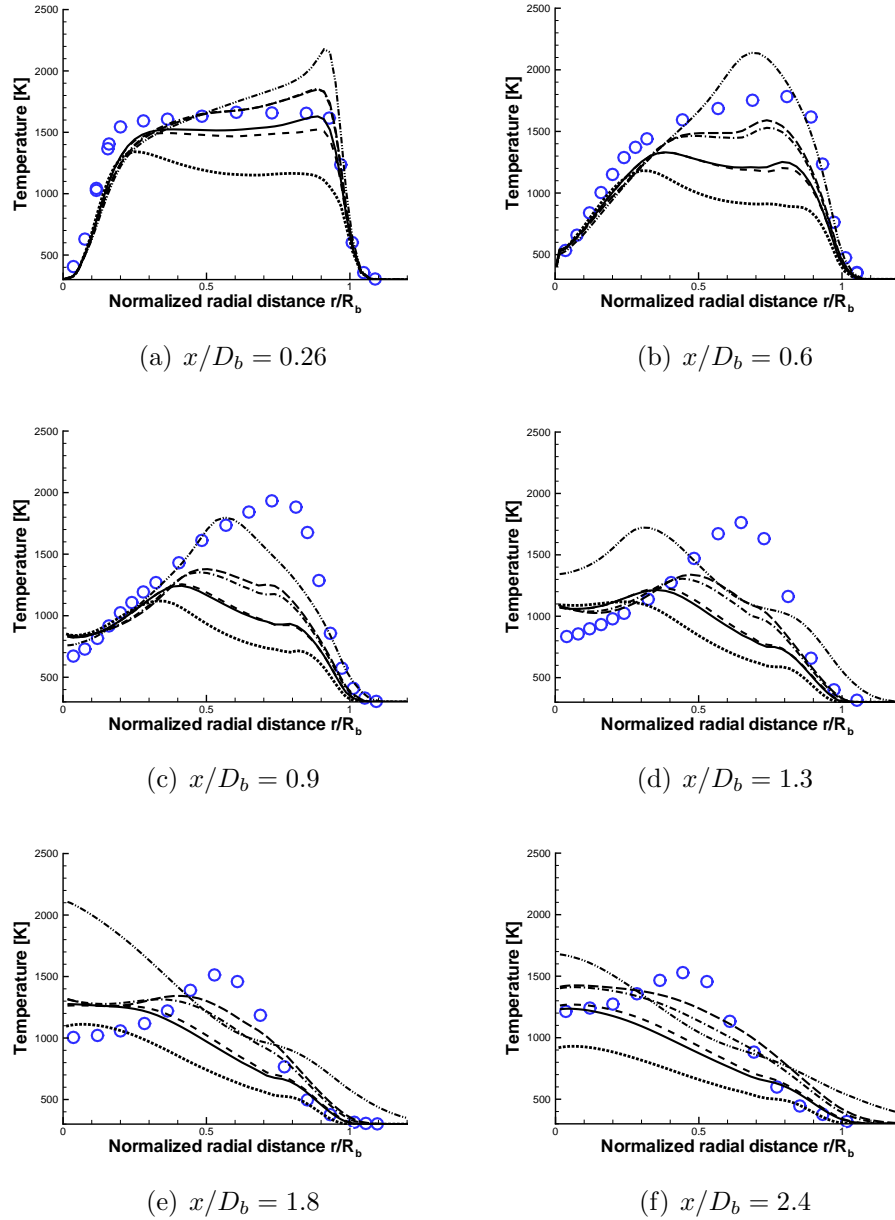 2500
2000
1500
1000
500
Temperature [K]
0
0.5
1
Normalized radial distance r/R_b
(a) x/D_b = 0.26
2500
2000
1500
1000
500
Temperature [K]
0
0.5
1
Normalized radial distance r/R_b
(b) x/D_b = 0.6
2500
2000
1500
1000
500
Temperature [K]
0
0.5
1
Normalized radial distance r/R_b
(c) x/D_b = 0.9
2500
2000
1500
1000
500
Temperature [K]
0
0.5
1
Normalized radial distance r/R_b
(d) x/D_b = 1.3
2500
2000
1500
1000
500
Temperature [K]
0
0.5
1
Normalized radial distance r/R_b
(e) x/D_b = 1.8
2500
2000
1500
1000
500
Temperature [K]
0
0.5
1
Normalized radial distance r/R_b
(f) x/D_b = 2.4